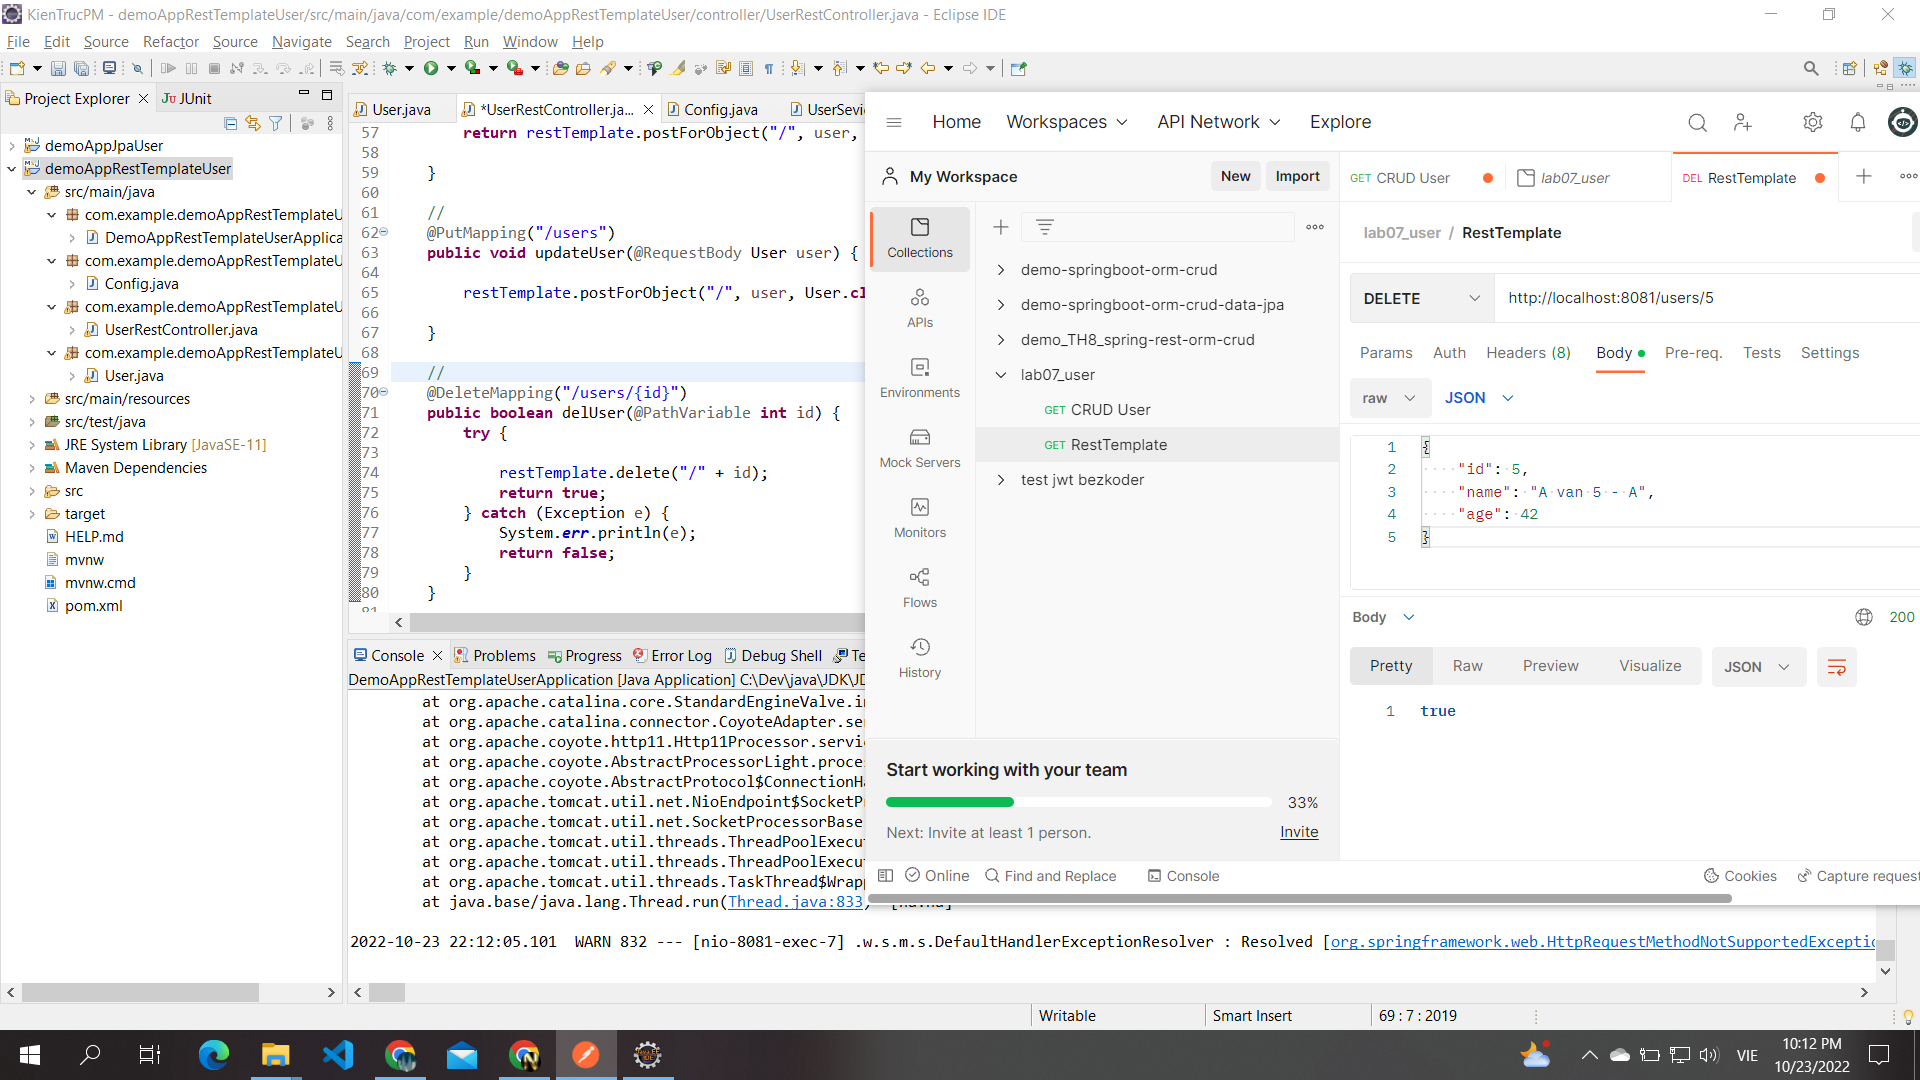 KienTrucPM - demoAppRestTemplateUser/src/main/java/com/example/demoAppRestTemplateUser/controller/UserRestController.java - Eclipse IDE
File Edit Source Refactor Source Navigate Search Project Run Window Help
Project Explorer
JUnit
demoAppJpaUser
demoAppRestTemplateUser
src/main/java
com.example.demoAppRestTemplateU
DemoAppRestTemplateUserApplica
com.example.demoAppRestTemplateU
Config.java
com.example.demoAppRestTemplateU
UserRestController.java
com.example.demoAppRestTemplateU
User.java
src/main/resources
src/test/java
JRE System Library [JavaSE-11]
Maven Dependencies
src
target
HELP.md
mvnw
mvnw.cmd
pom.xml
User.java
*UserRestController.ja...
Config.java
UserSevi
57 return restTemplate.postForObject("/", user,
58
59 }
60
61 //
62 @PutMapping("/users")
63 public void updateUser(@RequestBody User user) {
64
65 restTemplate.postForObject("/", user, User.cl
66
67 }
68
69 //
70 @DeleteMapping("/users/{id}")
71 public boolean delUser(@PathVariable int id) {
72 try {
73
74 restTemplate.delete("/" + id);
75 return true;
76 } catch (Exception e) {
77 System.err.println(e);
78 return false;
79 }
80 }
81
Console Problems Progress Error Log Debug Shell Te
DemoAppRestTemplateUserApplication [Java Application] C:\Dev\java\JDK\JD
at org.apache.catalina.core.StandardEngineValve.in
at org.apache.catalina.connector.CoyoteAdapter.ser
at org.apache.coyote.http11.Http11Processor.servic
at org.apache.coyote.AbstractProcessorLight.proces
at org.apache.coyote.AbstractProtocol$ConnectionHa
at org.apache.tomcat.util.net.NioEndpoint$SocketPr
at org.apache.tomcat.util.net.SocketProcessorBase
at org.apache.tomcat.util.threads.ThreadPoolExecut
at org.apache.tomcat.util.threads.ThreadPoolExecut
at org.apache.tomcat.util.threads.TaskThread$Wrapp
at java.base/java.lang.Thread.run(Thread.java:833)
2022-10-23 22:12:05.101 WARN 832 --- [nio-8081-exec-7] .w.s.m.s.DefaultHandlerExceptionResolver : Resolved [org.springframework.web.HttpRequestMethodNotSupportedExceptio
Writable
Smart Insert
69 : 7 : 2019
Home Workspaces API Network Explore
My Workspace
New Import
Collections
APIs
Environments
Mock Servers
Monitors
Flows
History
demo-springboot-orm-crud
demo-springboot-orm-crud-data-jpa
demo_TH8_spring-rest-orm-crud
lab07_user
GET CRUD User
GET RestTemplate
test jwt bezkoder
Start working with your team
33%
Next: Invite at least 1 person.
Invite
Online Find and Replace Console
GET CRUD User
lab07_user
DEL RestTemplate
lab07_user / RestTemplate
DELETE
http://localhost:8081/users/5
Params Auth Headers (8) Body Pre-req. Tests Settings
raw JSON
1 {
2 "id": 5,
3 "name": "A van 5 - A",
4 "age": 42
5 }
Body
200
Pretty Raw Preview Visualize JSON
1 true
Cookies
Capture request
VIE
10:12 PM
10/23/2022